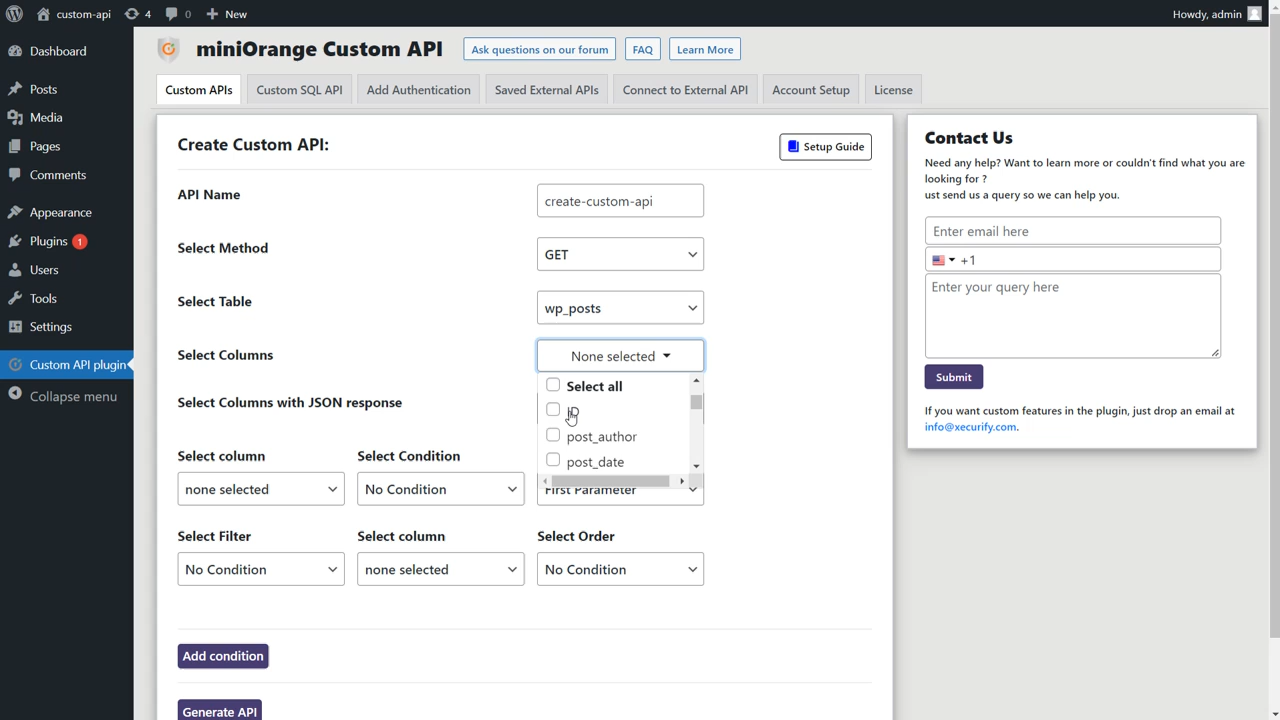 custom-api 4 0 New Howdy, admin
Dashboard
Posts
Media
Pages
Comments
Appearance
Plugins 1
Users
Tools
Settings
Custom API plugin
Collapse menu
miniOrange Custom API Ask questions on our forum FAQ Learn More
Custom APIs Custom SQL API Add Authentication Saved External APIs Connect to External API Account Setup License
Create Custom API: Setup Guide
API Name create-custom-api
Select Method GET
Select Table wp_posts
Select Columns None selected
Select all
ID
post_author
post_date
Select Columns with JSON response
Select column Select Condition
none selected No Condition First Parameter
Select Filter Select column Select Order
No Condition none selected No Condition
Add condition
Generate API
Contact Us
Need any help? Want to learn more or couldn't find what you are
looking for ?
ust send us a query so we can help you.
Enter email here
+1
Enter your query here
Submit
If you want custom features in the plugin, just drop an email at
info@xecurify.com.